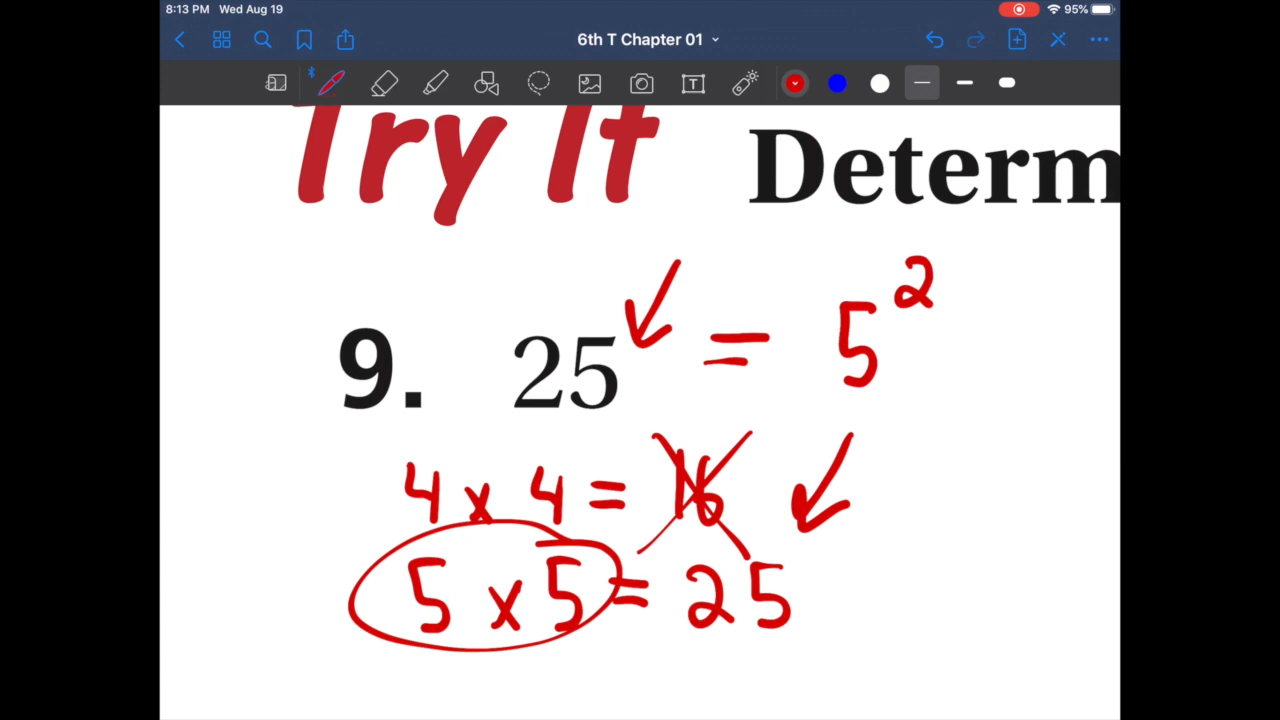 8:13 PM Wed Aug 19 95%
6th T Chapter 01
T
Try It Determ
9. 25 = 5²
4 x 4 = 16
5 x 5 = 25